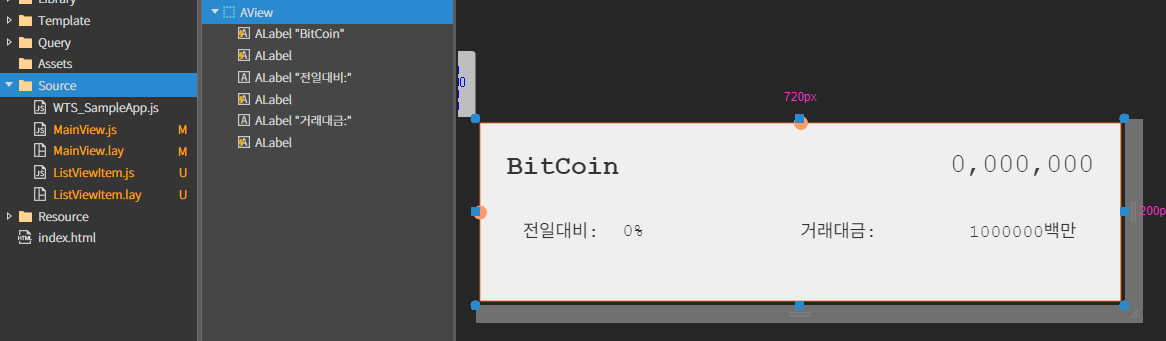 Library
Template
Query
Assets
Source
WTS_SampleApp.js
MainView.js M
MainView.lay M
ListViewItem.js U
ListViewItem.lay U
Resource
index.html
AView
ALabel "BitCoin"
ALabel
ALabel "전일대비:"
ALabel
ALabel "거래대금:"
ALabel
720px
BitCoin
0,000,000
전일대비: 0%
거래대금: 1000000백만